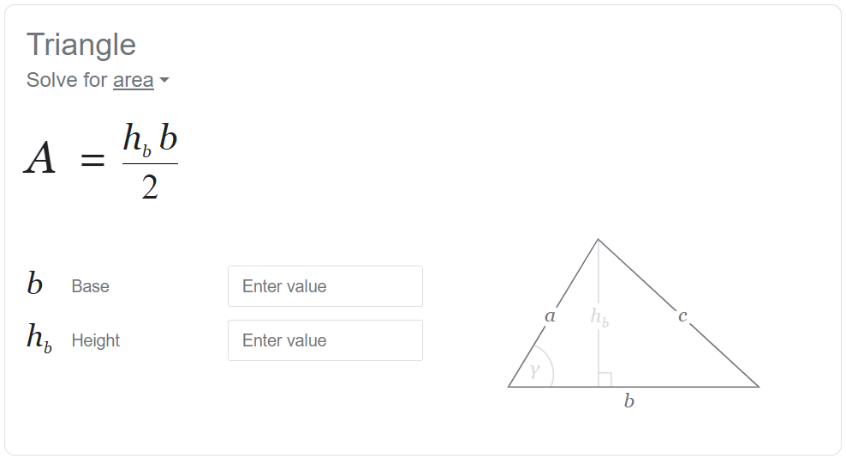 Triangle
Solve for area
A = h_b b / 2
b Base Enter value
h_b Height Enter value
a h_b c
γ
b